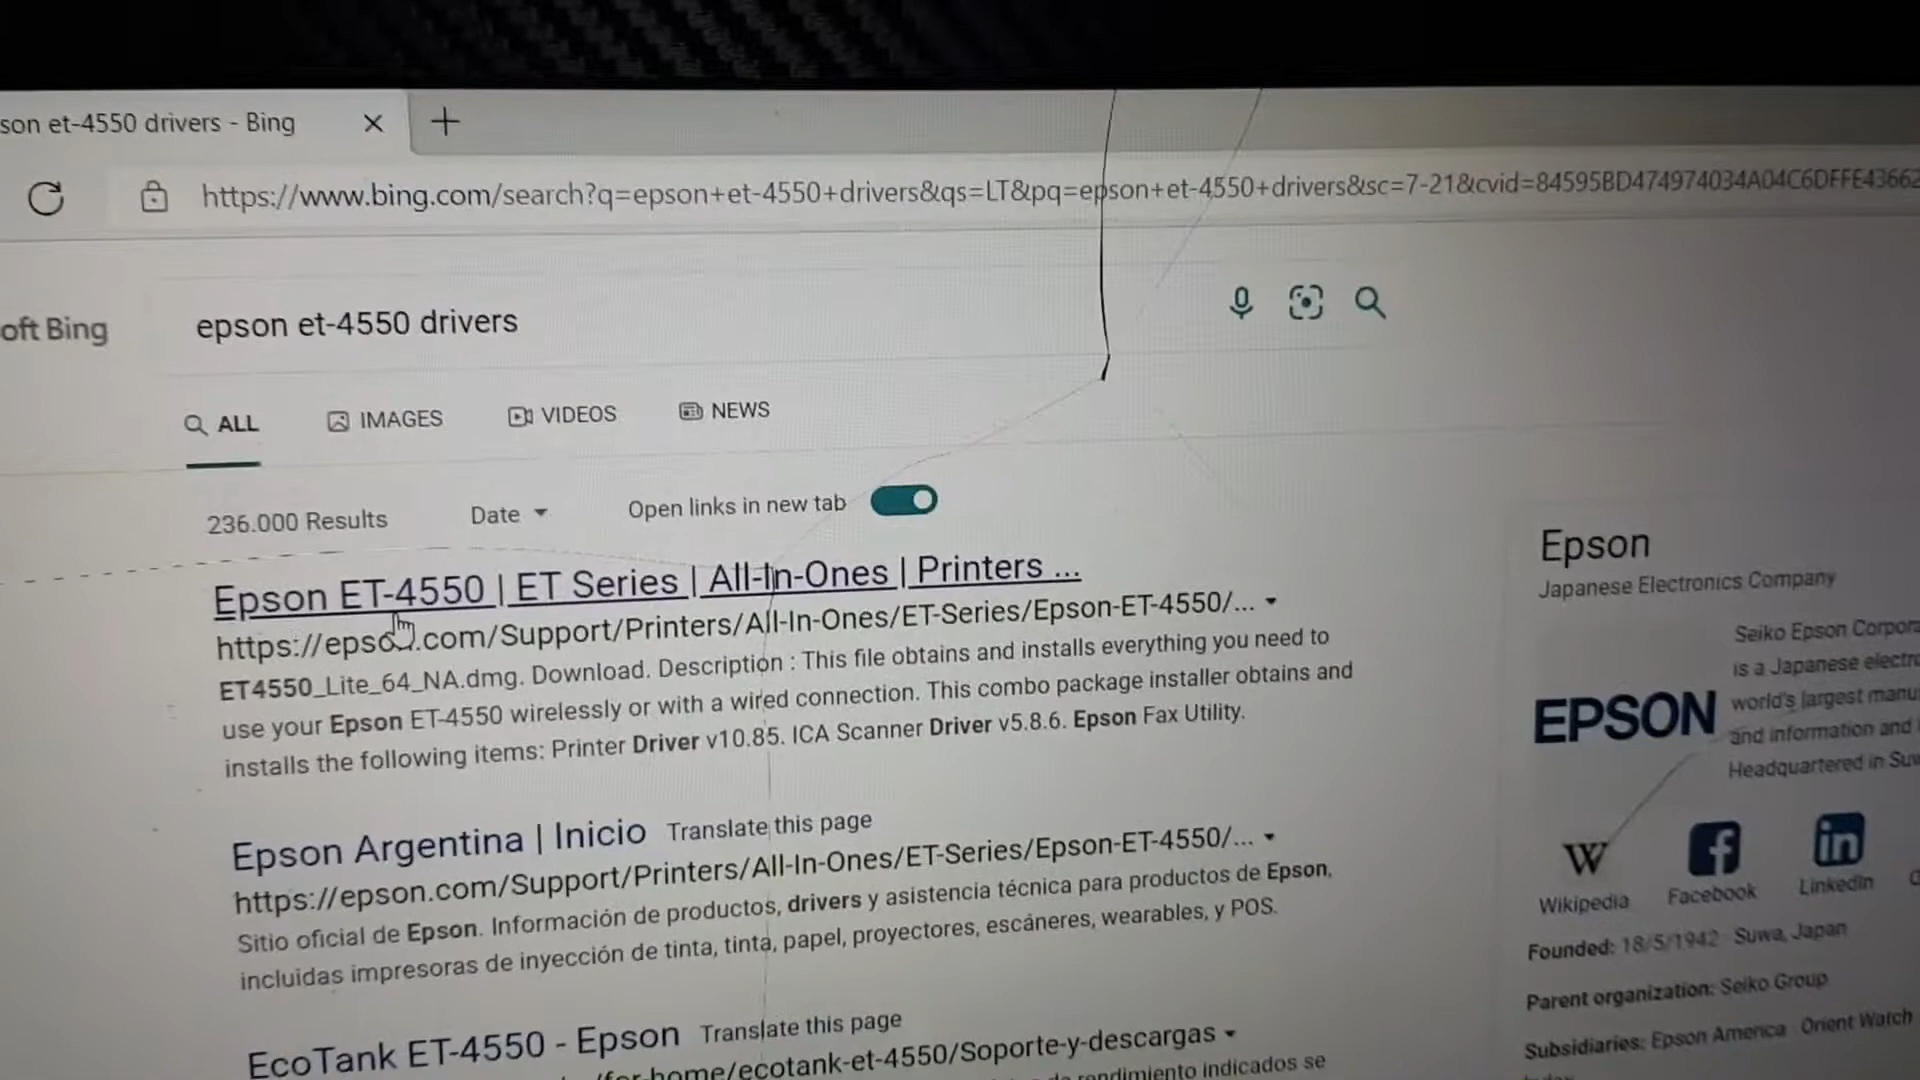 son et-4550 drivers - Bing
https://www.bing.com/search?q=epson+et-4550+drivers&qs=LT&pq=epson+et-4550+drivers&sc=7-21&cvid=84595BD474974034A04C6DFFE43662
oft Bing
epson et-4550 drivers
ALL IMAGES VIDEOS NEWS
236.000 Results Date Open links in new tab
Epson ET-4550 | ET Series | All-In-Ones | Printers ...
https://epson.com/Support/Printers/All-In-Ones/ET-Series/Epson-ET-4550/...
ET4550_Lite_64_NA.dmg. Download. Description : This file obtains and installs everything you need to
use your Epson ET-4550 wirelessly or with a wired connection. This combo package installer obtains and
installs the following items: Printer Driver v10.85. ICA Scanner Driver v5.8.6. Epson Fax Utility.
Epson Argentina | Inicio Translate this page
https://epson.com/Support/Printers/All-In-Ones/ET-Series/Epson-ET-4550/...
Sitio oficial de Epson. Información de productos, drivers y asistencia técnica para productos de Epson,
incluidas impresoras de inyección de tinta, tinta, papel, proyectores, escáneres, wearables, y POS.
EcoTank ET-4550 - Epson Translate this page
/for-home/ecotank-et-4550/Soporte-y-descargas
rendimiento indicados se
Epson
Japanese Electronics Company
Seiko Epson Corpora
is a Japanese electro
world's largest manu
and information and
Headquartered in Suw
EPSON
Wikipedia Facebook LinkedIn
Founded: 18/5/1942 · Suwa, Japan
Parent organization: Seiko Group
Subsidiaries: Epson America · Orient Watch